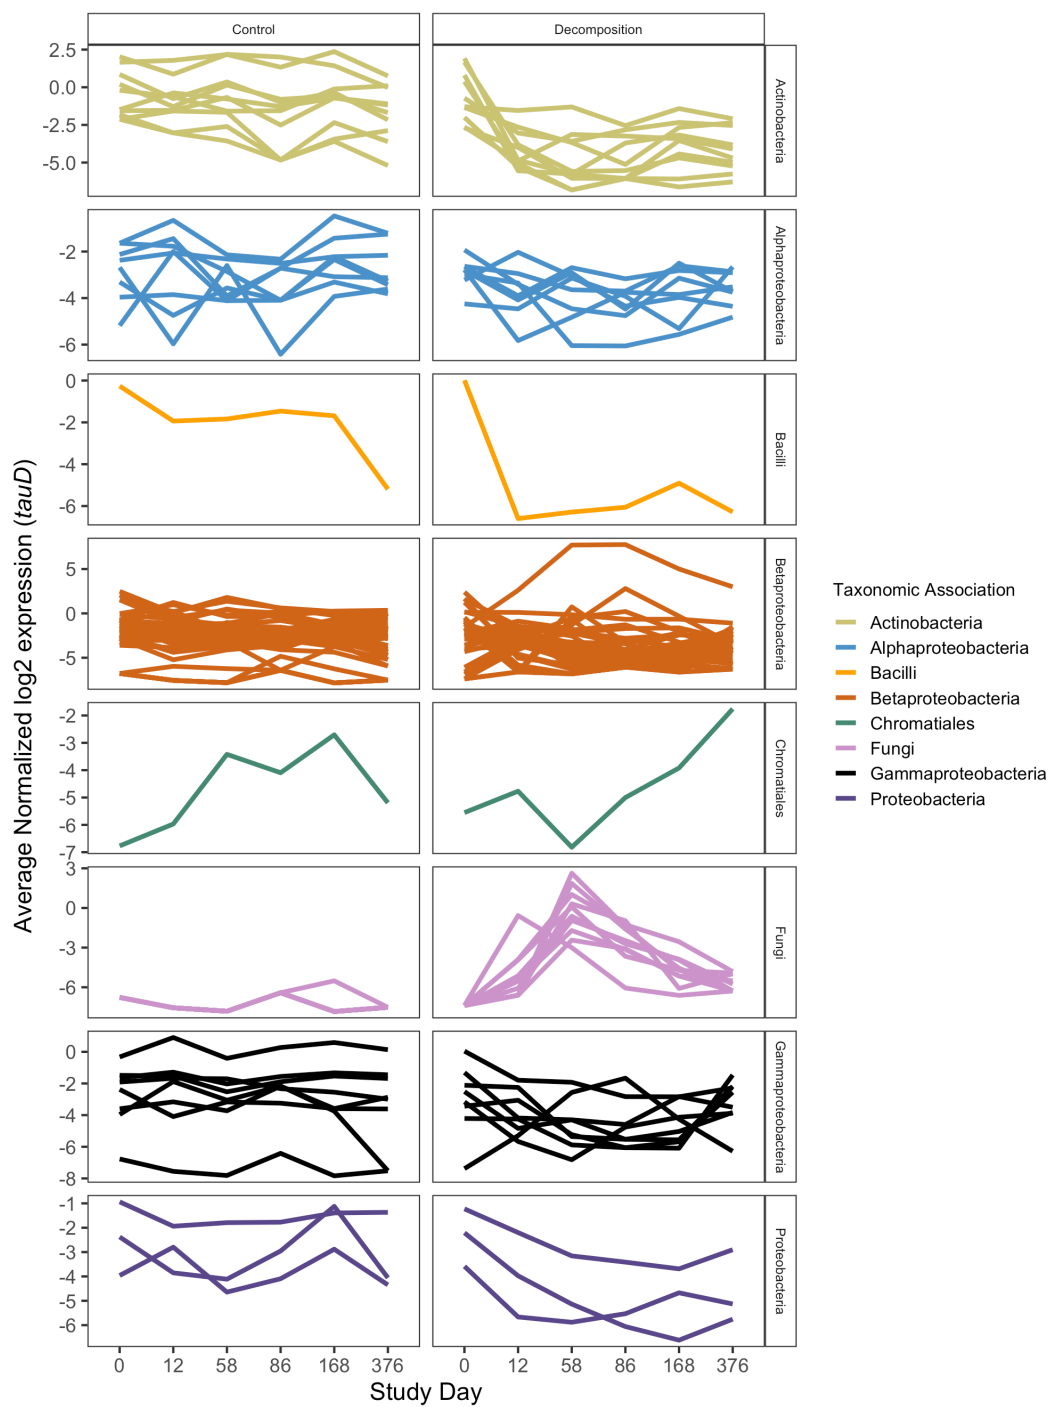 Control
Decomposition
2.5
0.0
-2.5
-5.0
Actinobacteria
-2
-4
-6
Alphaproteobacteria
0
-2
-4
-6
Bacilli
5
0
-5
Betaproteobacteria
-2
-3
-4
-5
-6
-7
Chromatiales
3
0
-3
-6
Fungi
0
-2
-4
-6
-8
Gammaproteobacteria
-1
-2
-3
-4
-5
-6
Proteobacteria
0 12 58 86 168 376
0 12 58 86 168 376
Study Day
Average Normalized log2 expression (tauD)
Taxonomic Association
Actinobacteria
Alphaproteobacteria
Bacilli
Betaproteobacteria
Chromatiales
Fungi
Gammaproteobacteria
Proteobacteria